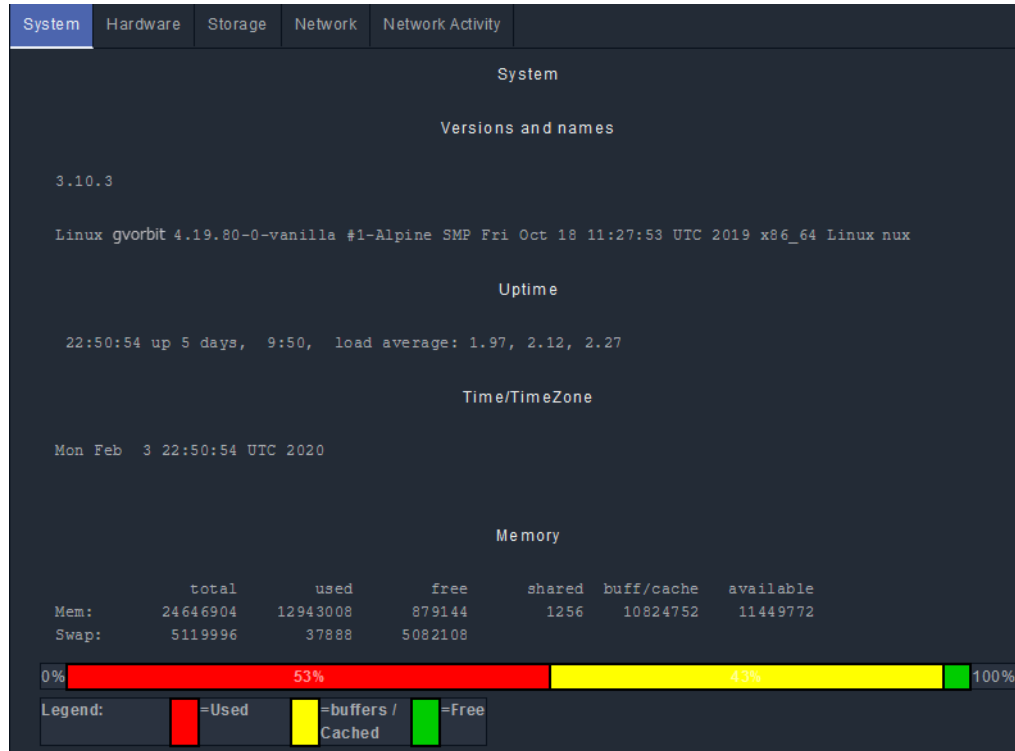 System Hardware Storage Network Network Activity
System
Versions and names
3.10.3
Linux gvorbit 4.19.80-0-vanilla #1-Alpine SMP Fri Oct 18 11:27:53 UTC 2019 x86_64 Linux nux
Uptime
22:50:54 up 5 days, 9:50, load average: 1.97, 2.12, 2.27
Time/TimeZone
Mon Feb 3 22:50:54 UTC 2020
Memory
total used free shared buff/cache available
Mem: 24646904 12943008 879144 1256 10824752 11449772
Swap: 5119996 37888 5082108
0% 53% 43% 100%
Legend: =Used =buffers / =Free
Cached